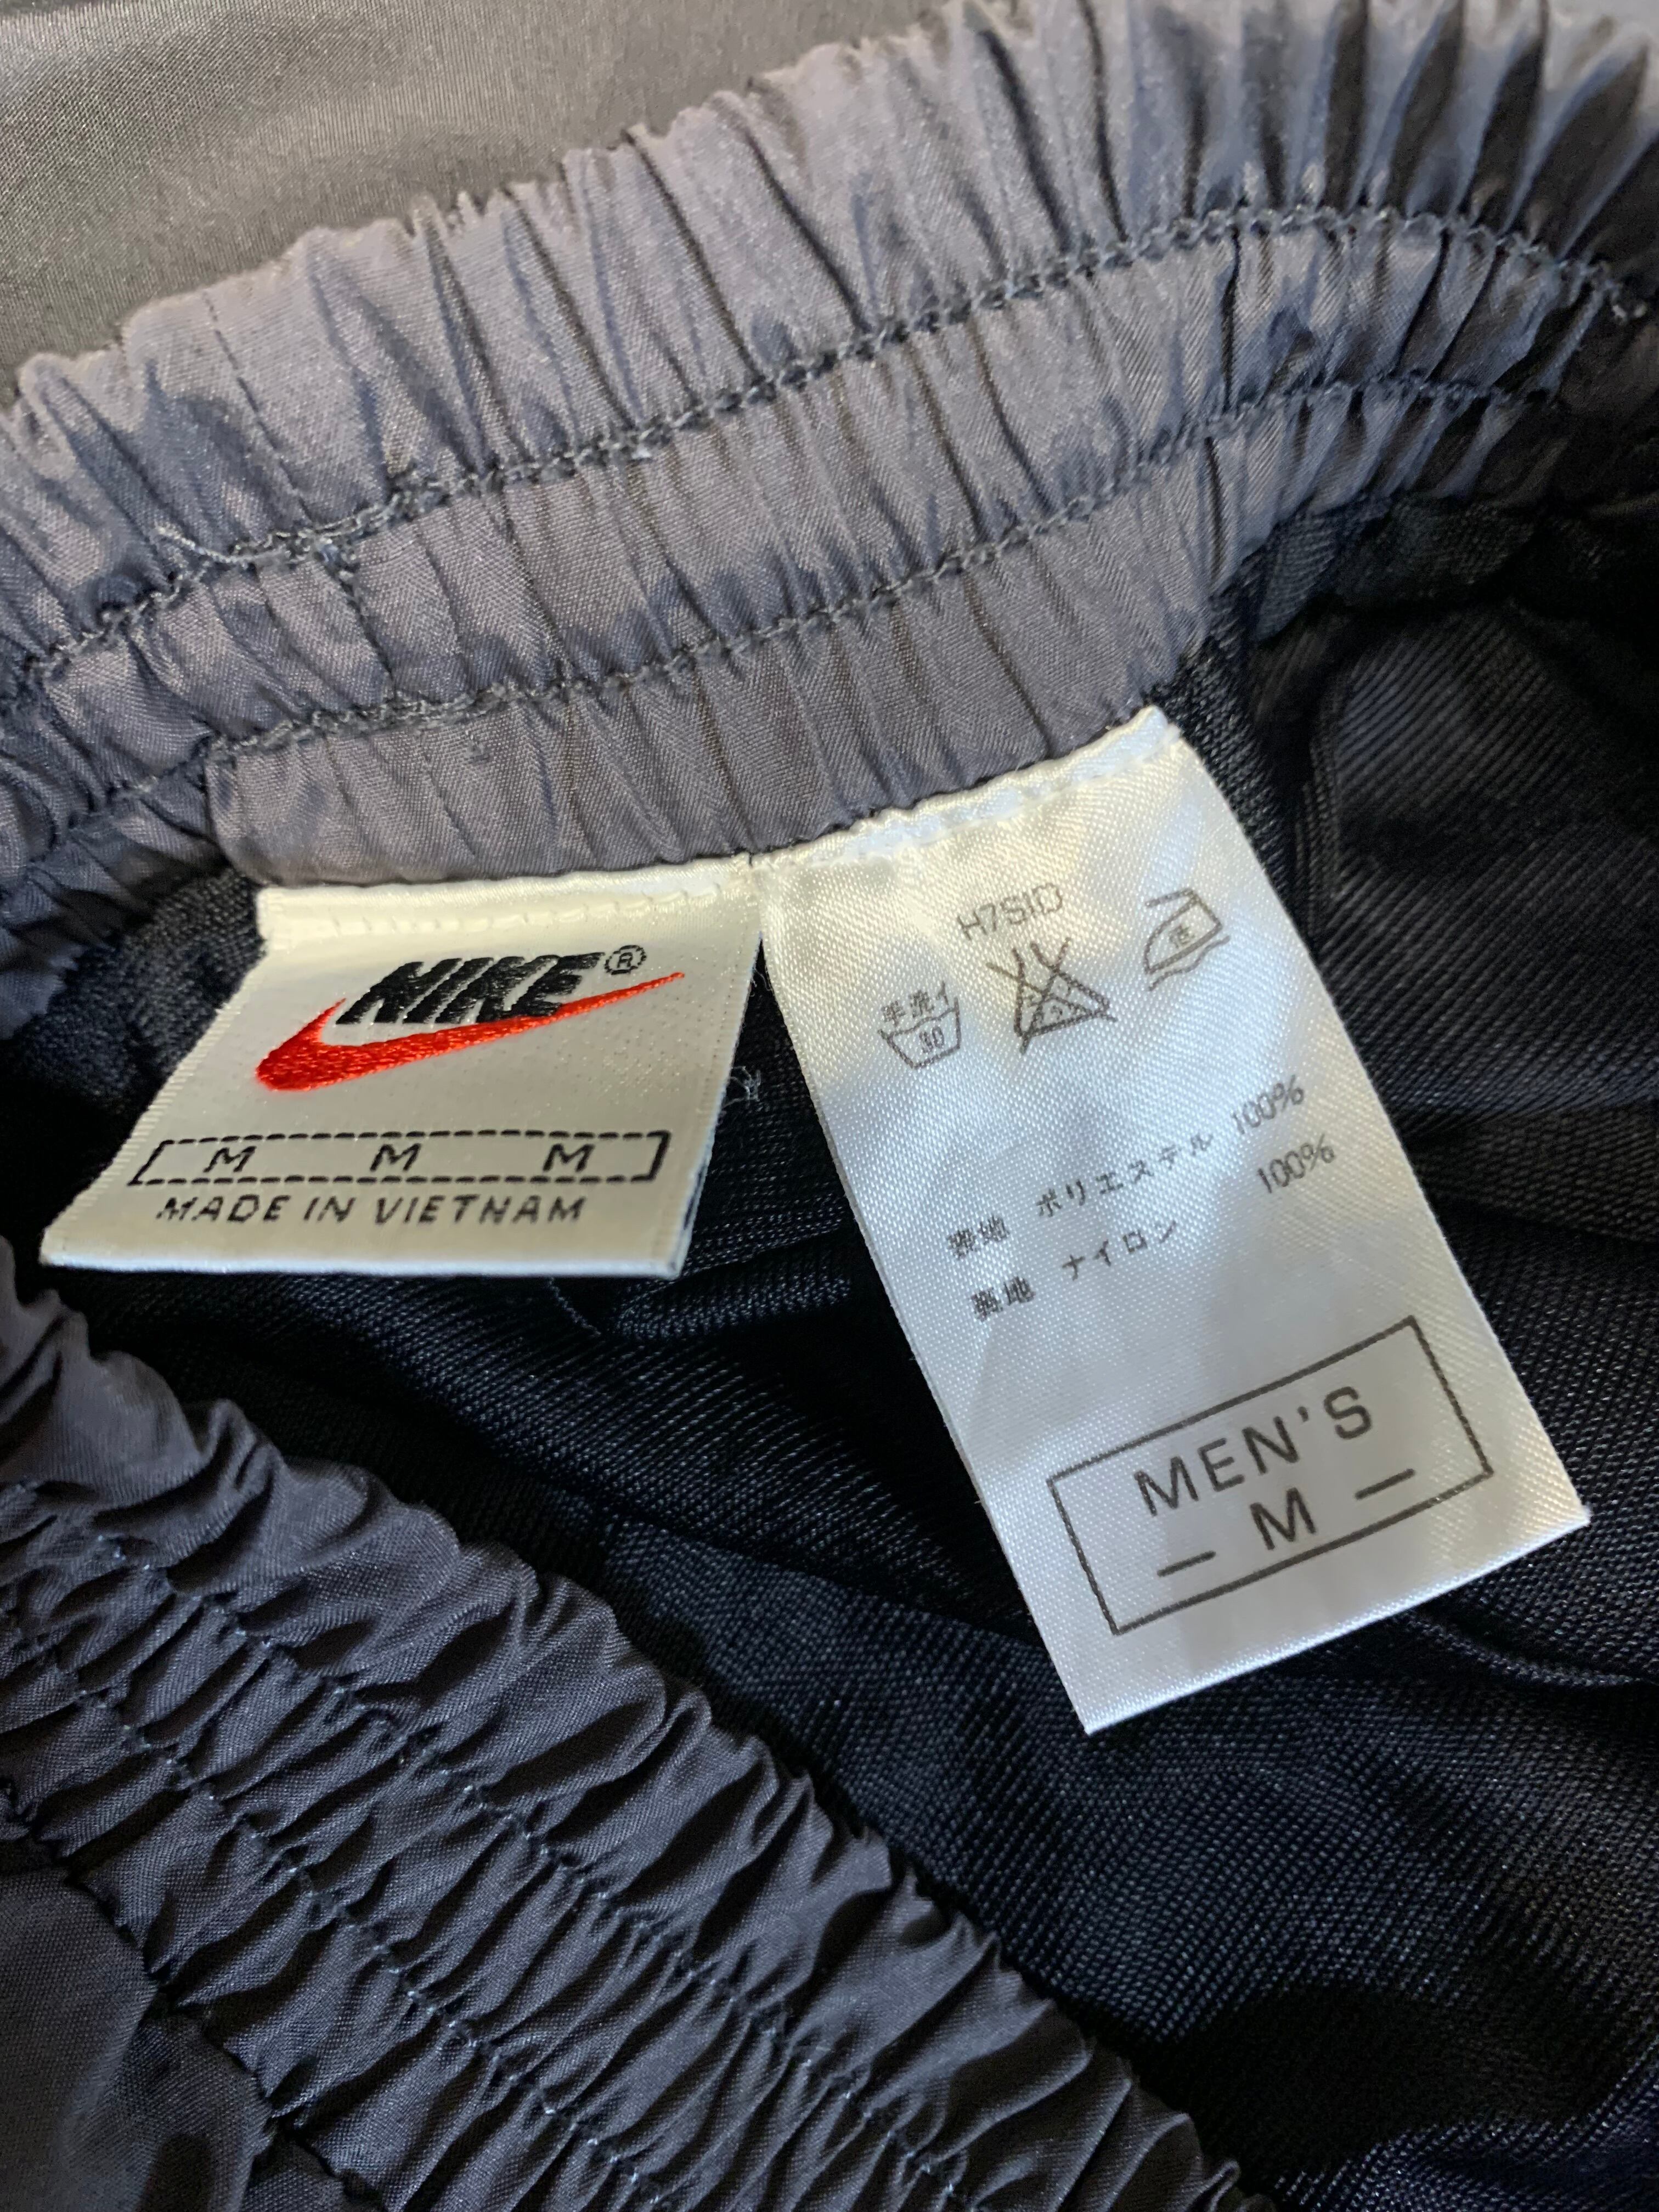 NIKE®
M M M
MADE IN VIETNAM
H7SID
手洗イ
30
表地 ポリエステル 100%
裏地 ナイロン 100%
MEN'S
M